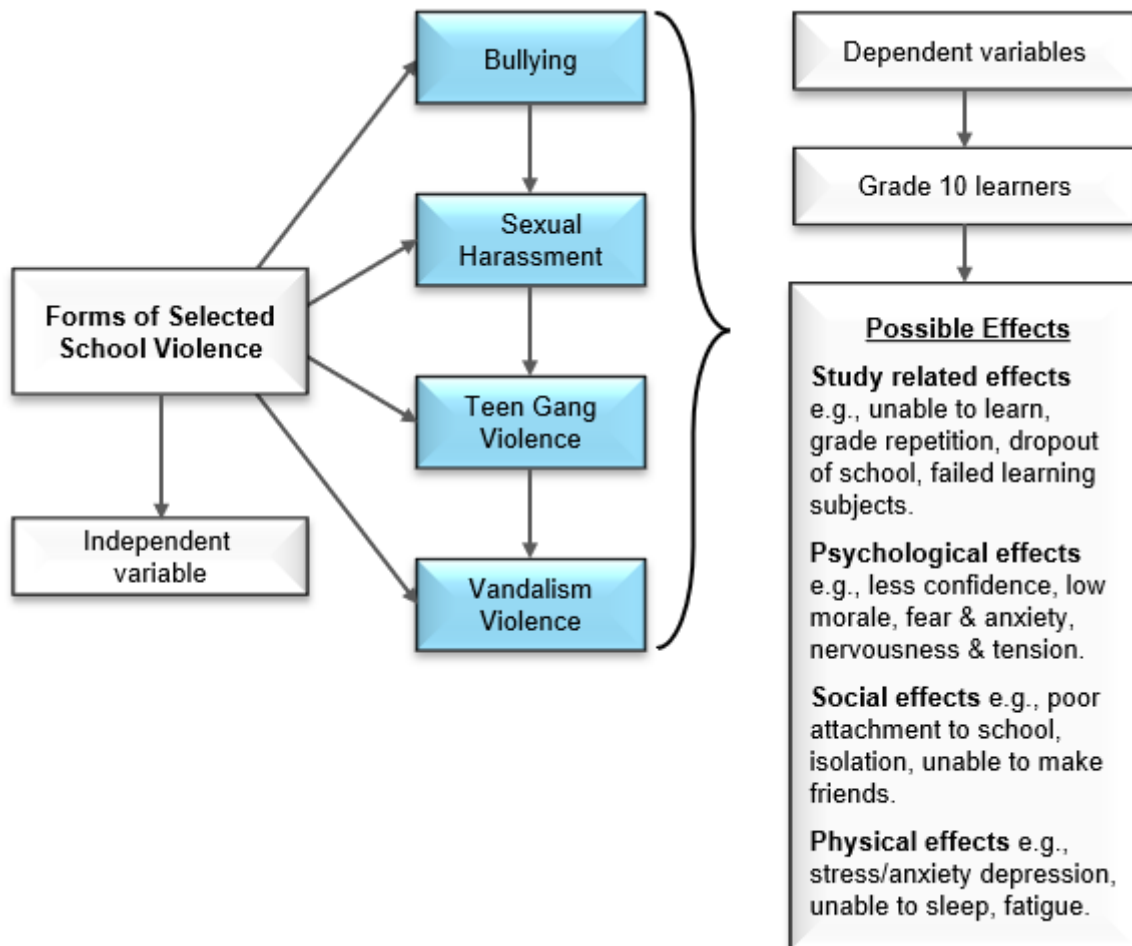 Forms of Selected
School Violence
Independent
variable
Bullying
Sexual
Harassment
Teen Gang
Violence
Vandalism
Violence
Dependent variables
Grade 10 learners
Possible Effects
Study related effects
e.g., unable to learn,
grade repetition, dropout
of school, failed learning
subjects.
Psychological effects
e.g., less confidence, low
morale, fear & anxiety,
nervousness & tension.
Social effects e.g., poor
attachment to school,
isolation, unable to make
friends.
Physical effects e.g.,
stress/anxiety depression,
unable to sleep, fatigue.